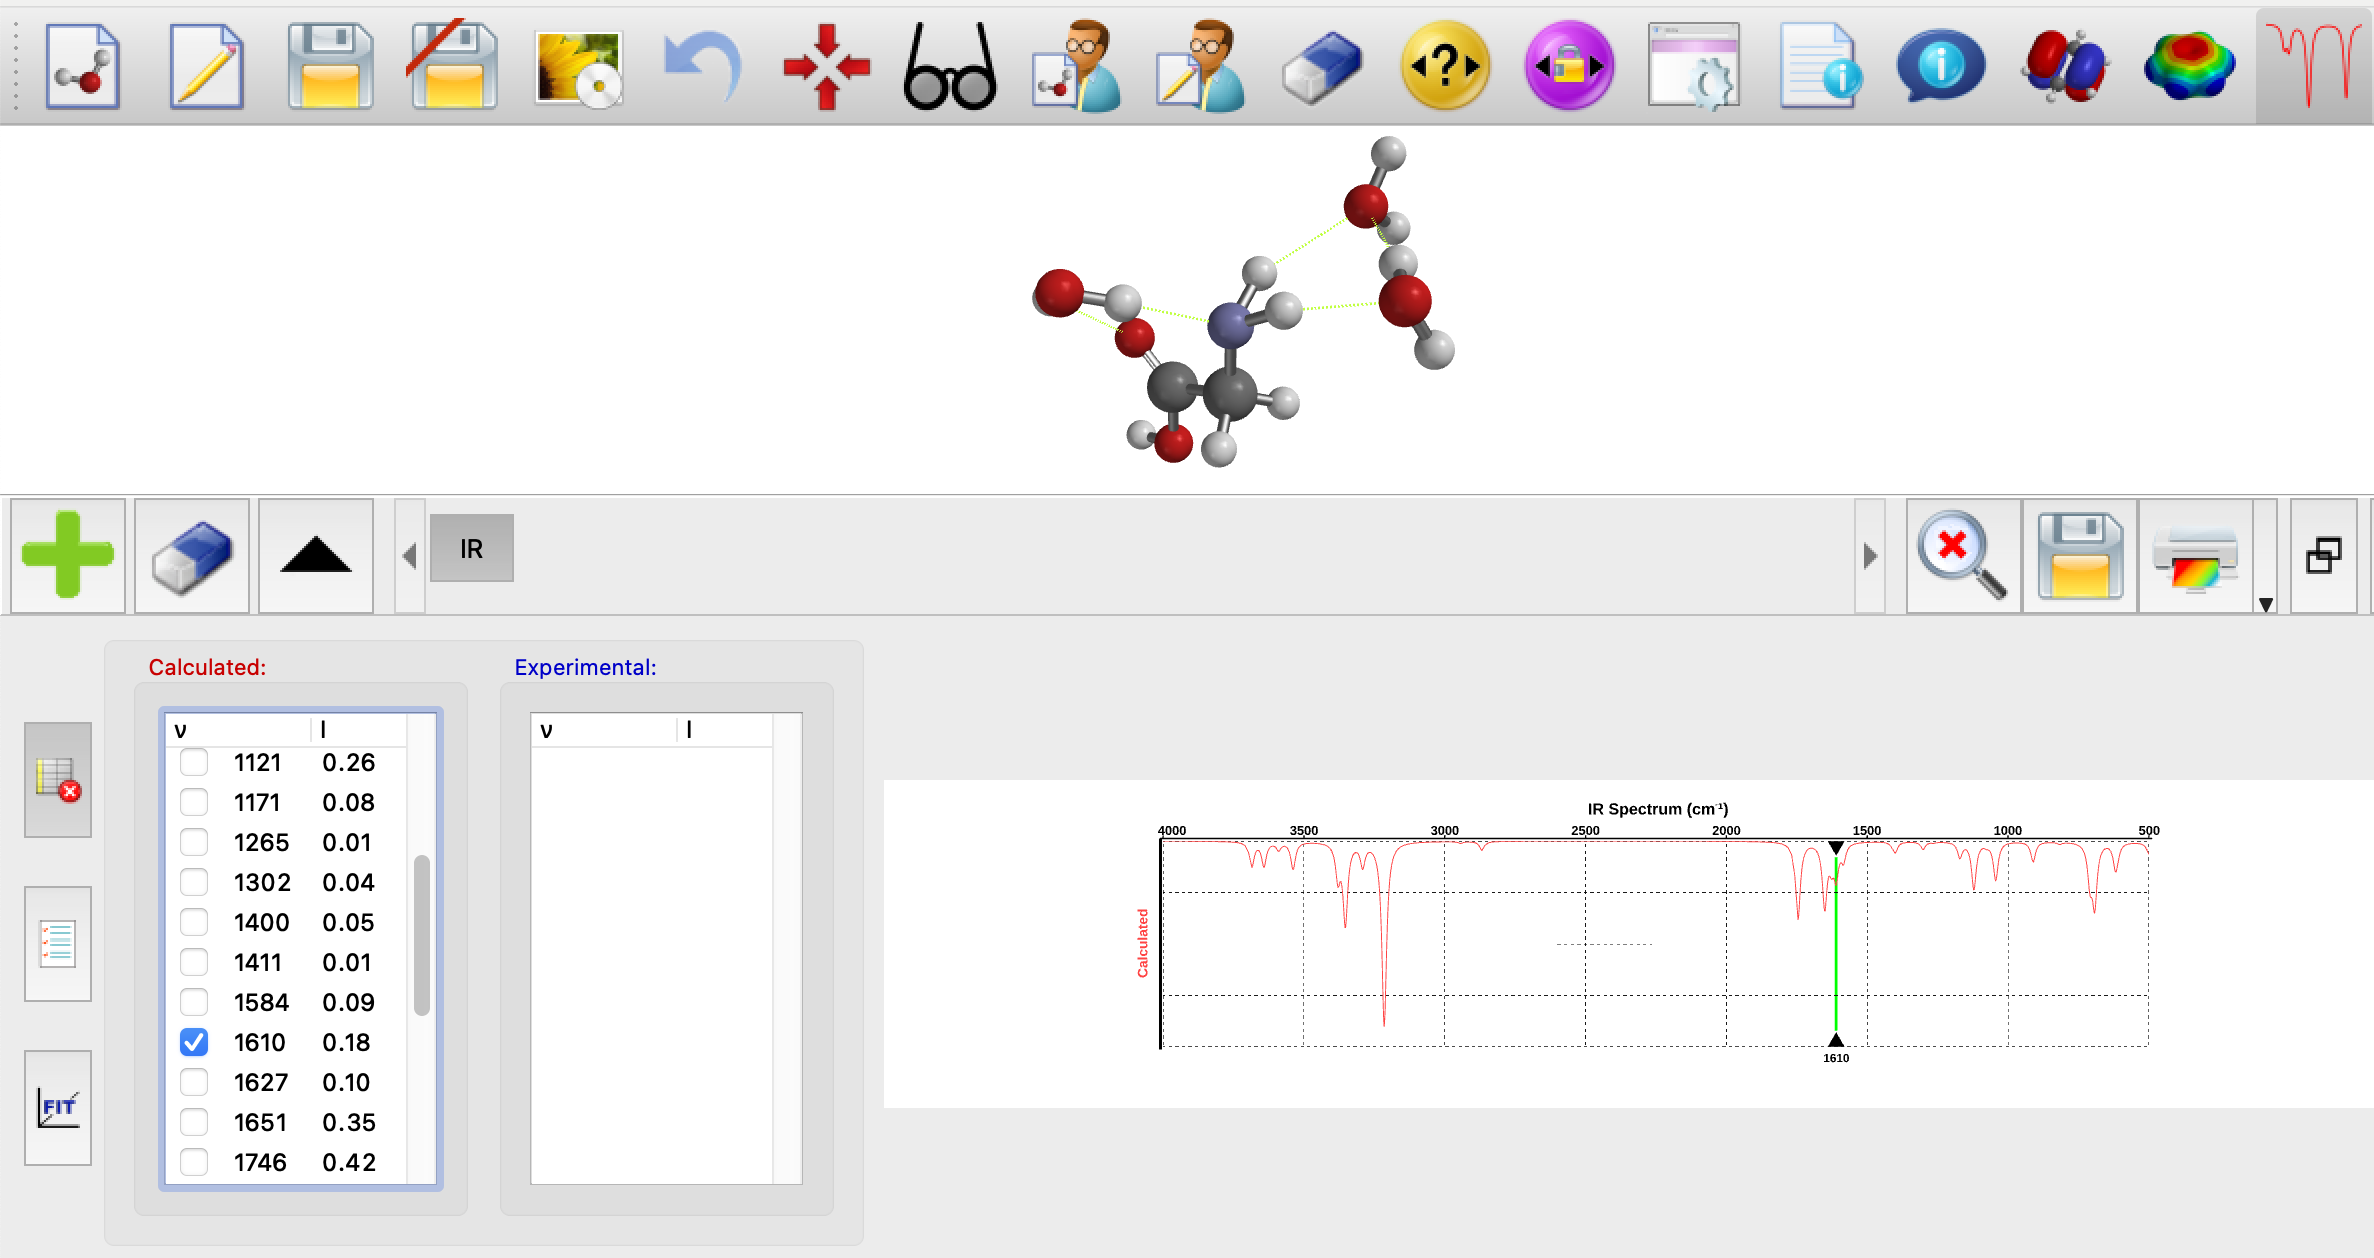 IR
Calculated:
Experimental:
ν I
ν I
1121 0.26
1171 0.08
1265 0.01
1302 0.04
1400 0.05
1411 0.01
1584 0.09
1610 0.18
1627 0.10
1651 0.35
1746 0.42
FIT
IR Spectrum (cm⁻¹)
4000 3500 3000 2500 2000 1500 1000 500
Calculated
1610